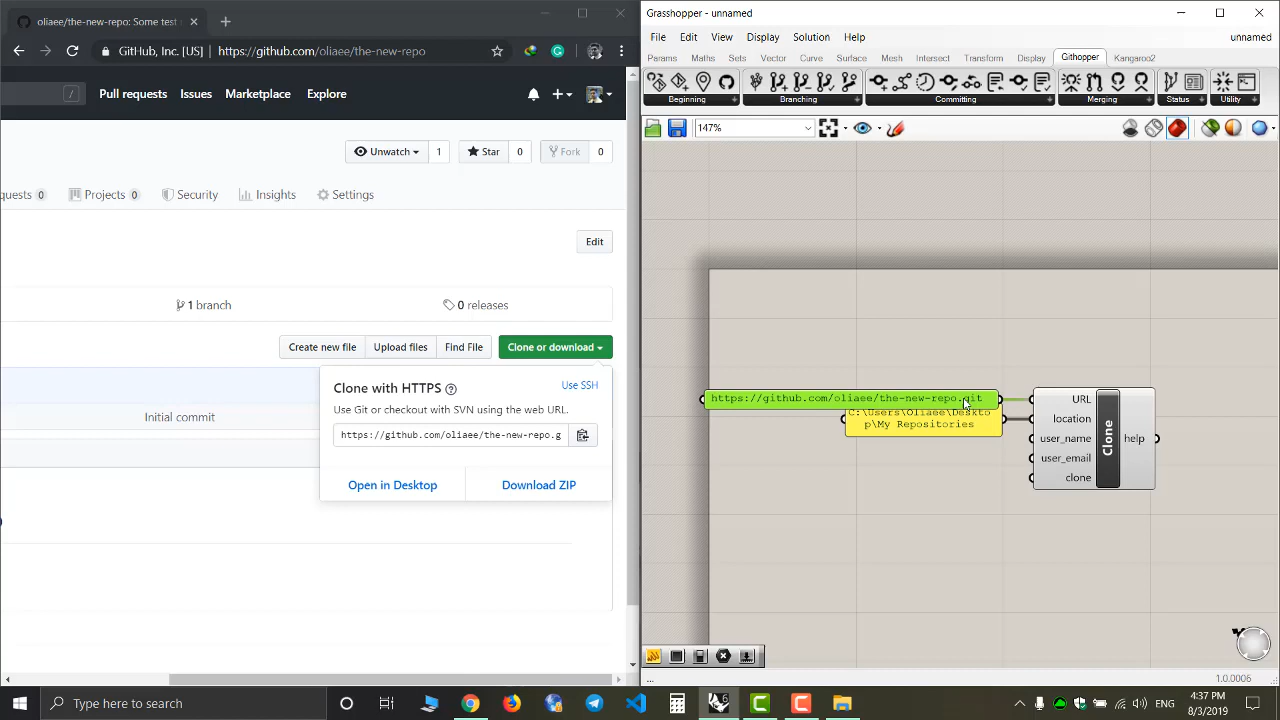 oliaee/the-new-repo: Some test
GitHub, Inc. [US]
https://github.com/oliaee/the-new-repo
/
Pull requests
Issues
Marketplace
Explore
Unwatch
1
Star
0
Fork
0
quests 0
Projects 0
Security
Insights
Settings
Edit
1 branch
0 releases
Create new file
Upload files
Find File
Clone or download
Initial commit
Clone with HTTPS
Use SSH
Use Git or checkout with SVN using the web URL.
https://github.com/oliaee/the-new-repo.g
Open in Desktop
Download ZIP
Grasshopper - unnamed
File Edit View Display Solution Help
unnamed
Params Maths Sets Vector Curve Surface Mesh Intersect Transform Display Githopper Kangaroo2
Beginning
Branching
Committing
Merging
Status
Utility
147%
https://github.com/oliaee/the-new-repo.git
C:\Users\Oliaee\Deskto
p\My Repositories
URL
location
user_name
user_email
clone
Clone
help
...
1.0.0006
Type here to search
6
4:37 PM
8/3/2019